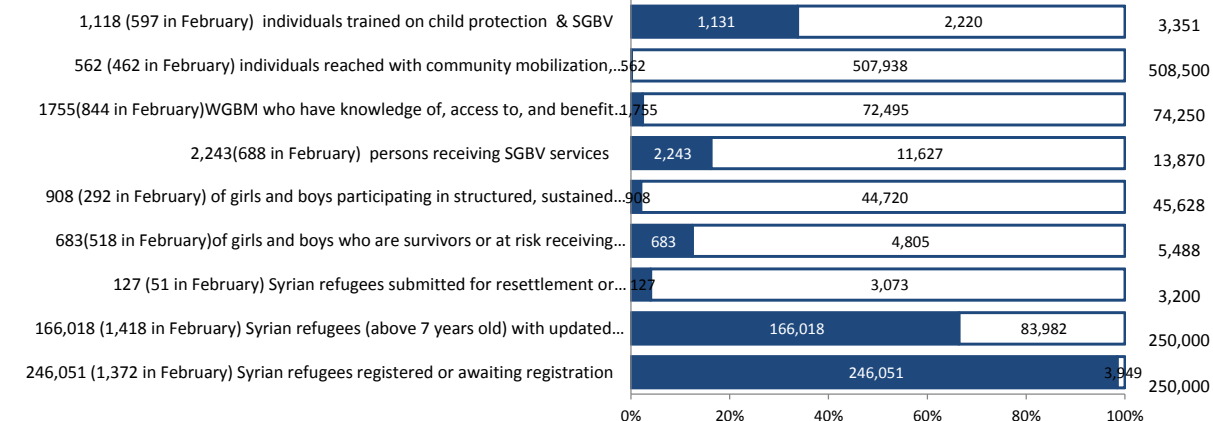 1,118 (597 in February)  individuals trained on child protection  & SGBV 1,131 2,220 3,351
562 (462 in February) individuals reached with community mobilization,... 562 507,938 508,500
1755(844 in February)WGBM who have knowledge of, access to, and benefit... 1,755 72,495 74,250
2,243(688 in February)  persons receiving SGBV services 2,243 11,627 13,870
908 (292 in February) of girls and boys participating in structured, sustained... 908 44,720 45,628
683(518 in February)of girls and boys who are survivors or at risk receiving... 683 4,805 5,488
127 (51 in February) Syrian refugees submitted for resettlement or... 127 3,073 3,200
166,018 (1,418 in February) Syrian refugees (above 7 years old) with updated... 166,018 83,982 250,000
246,051 (1,372 in February) Syrian refugees registered or awaiting registration 246,051 3,949 250,000
0% 20% 40% 60% 80% 100%